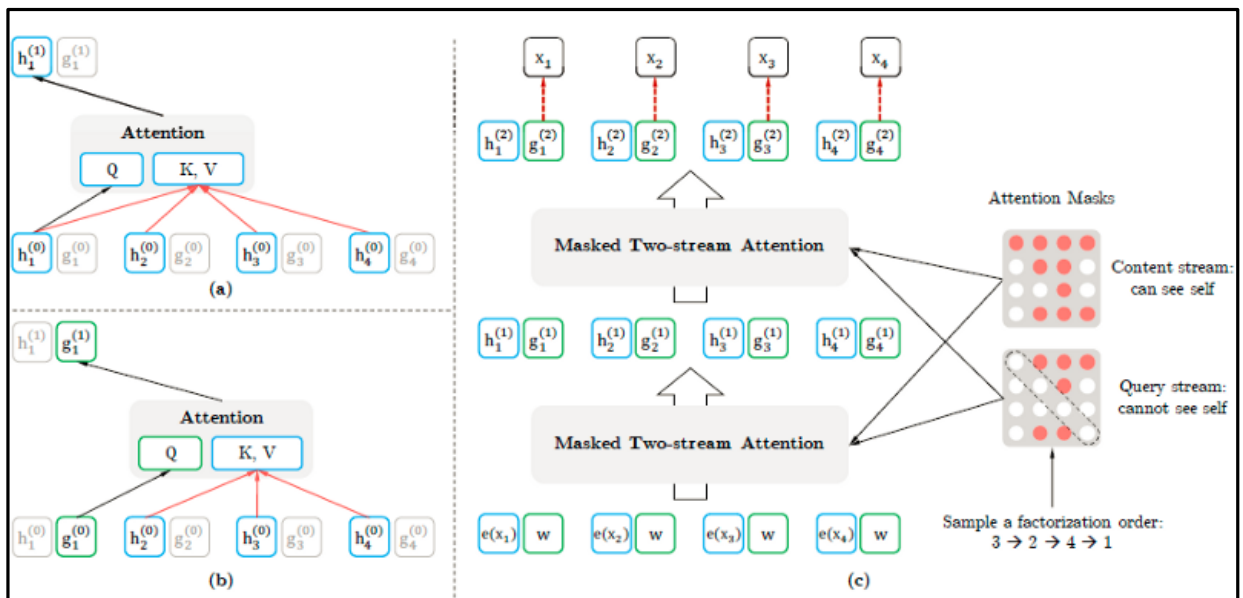 h₁⁽¹⁾ g₁⁽¹⁾
Attention
Q K, V
h₁⁽⁰⁾ g₁⁽⁰⁾ h₂⁽⁰⁾ g₂⁽⁰⁾ h₃⁽⁰⁾ g₃⁽⁰⁾ h₄⁽⁰⁾ g₄⁽⁰⁾
(a)
h₁⁽¹⁾ g₁⁽¹⁾
Attention
Q K, V
h₁⁽⁰⁾ g₁⁽⁰⁾ h₂⁽⁰⁾ g₂⁽⁰⁾ h₃⁽⁰⁾ g₃⁽⁰⁾ h₄⁽⁰⁾ g₄⁽⁰⁾
(b)
x₁ x₂ x₃ x₄
h₁⁽²⁾ g₁⁽²⁾ h₂⁽²⁾ g₂⁽²⁾ h₃⁽²⁾ g₃⁽²⁾ h₄⁽²⁾ g₄⁽²⁾
Masked Two-stream Attention
h₁⁽¹⁾ g₁⁽¹⁾ h₂⁽¹⁾ g₂⁽¹⁾ h₃⁽¹⁾ g₃⁽¹⁾ h₄⁽¹⁾ g₄⁽¹⁾
Masked Two-stream Attention
e(x₁) w e(x₂) w e(x₃) w e(x₄) w
(c)
Attention Masks
Content stream:
can see self
Query stream:
cannot see self
Sample a factorization order:
3 → 2 → 4 → 1